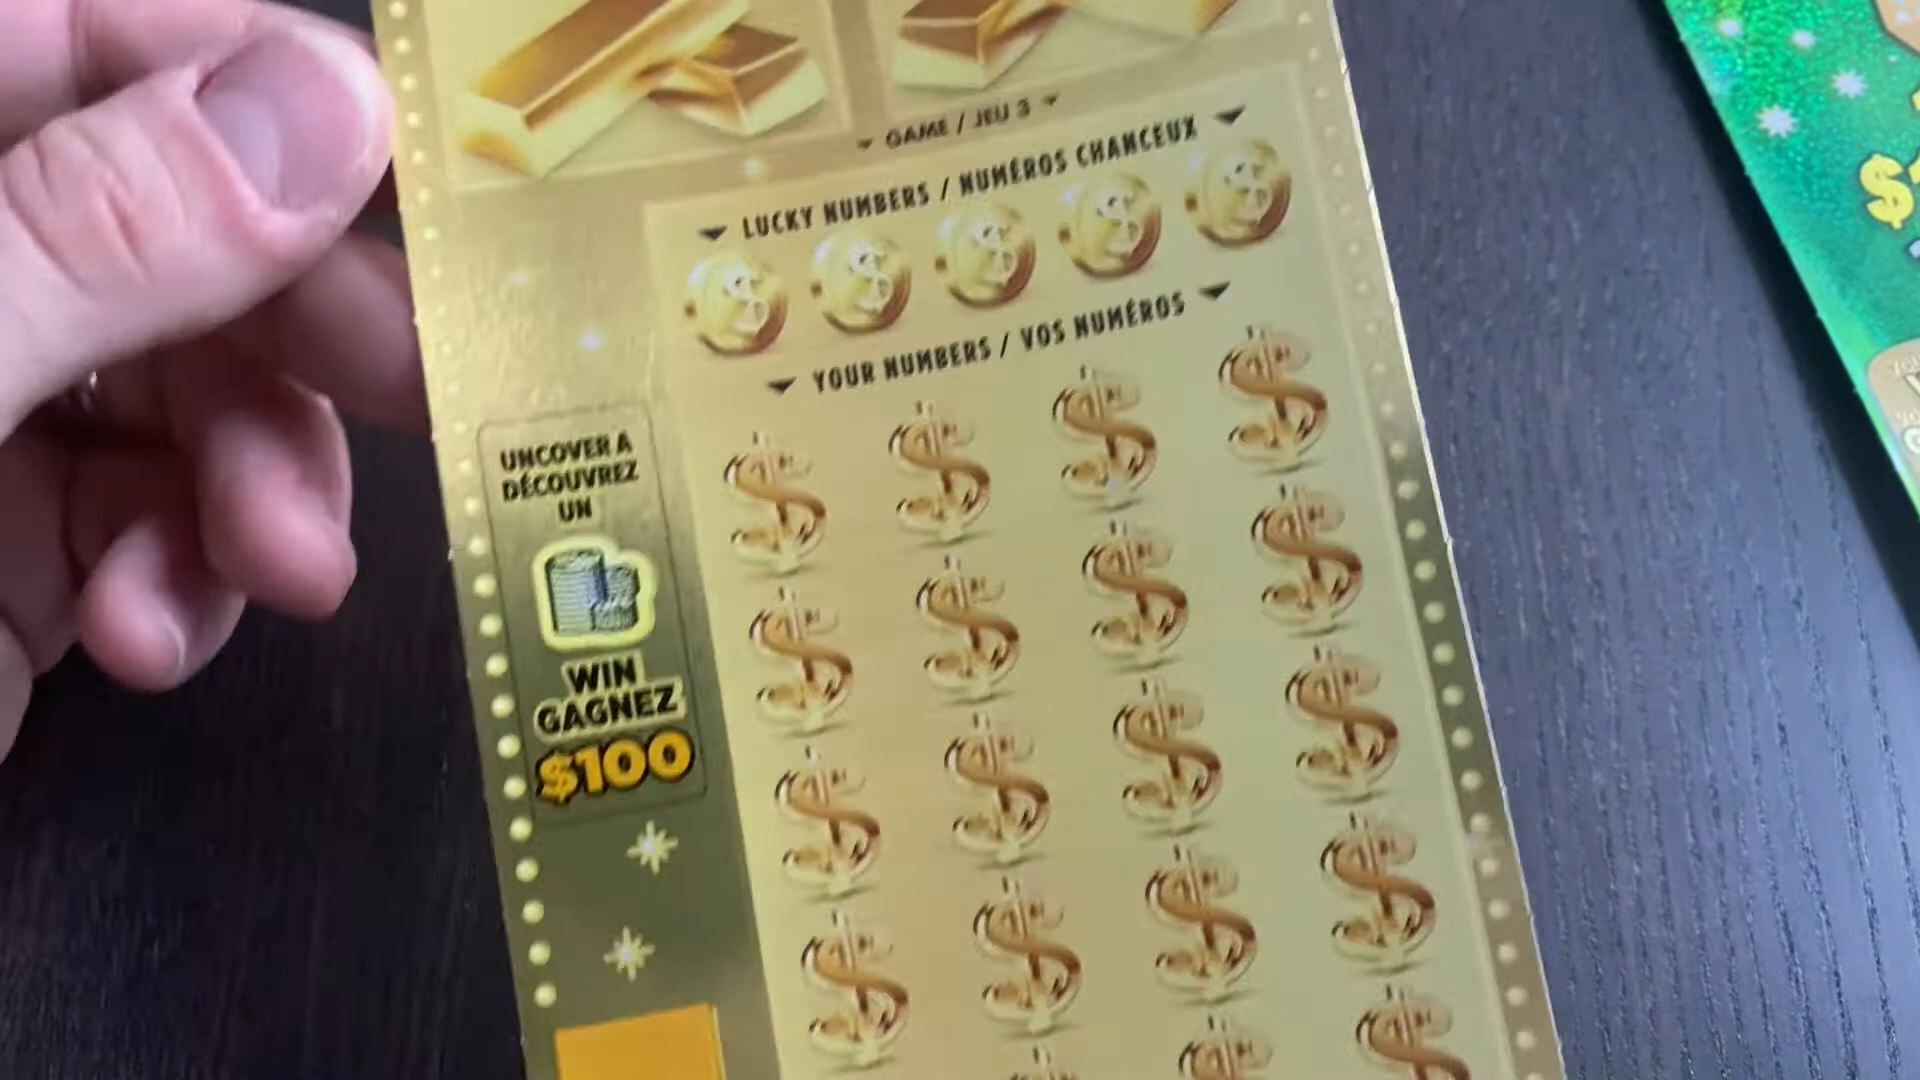 GAME / JEU 3
LUCKY NUMBERS / NUMÉROS CHANCEUX
YOUR NUMBERS / VOS NUMÉROS
UNCOVER A
DÉCOUVREZ
UN
WIN
GAGNEZ
$100